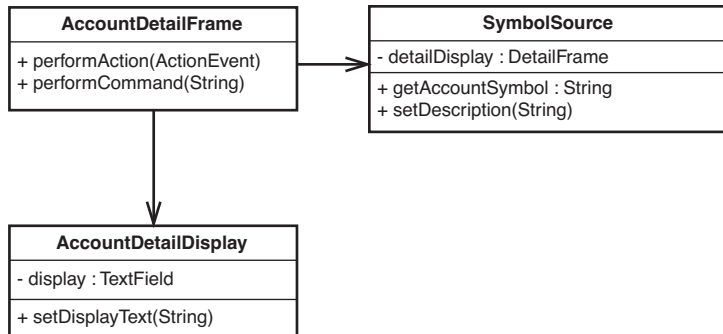 AccountDetailFrame
+ performAction(ActionEvent)
+ performCommand(String)
SymbolSource
- detailDisplay : DetailFrame
+ getAccountSymbol : String
+ setDescription(String)
AccountDetailDisplay
- display : TextField
+ setDisplayText(String)